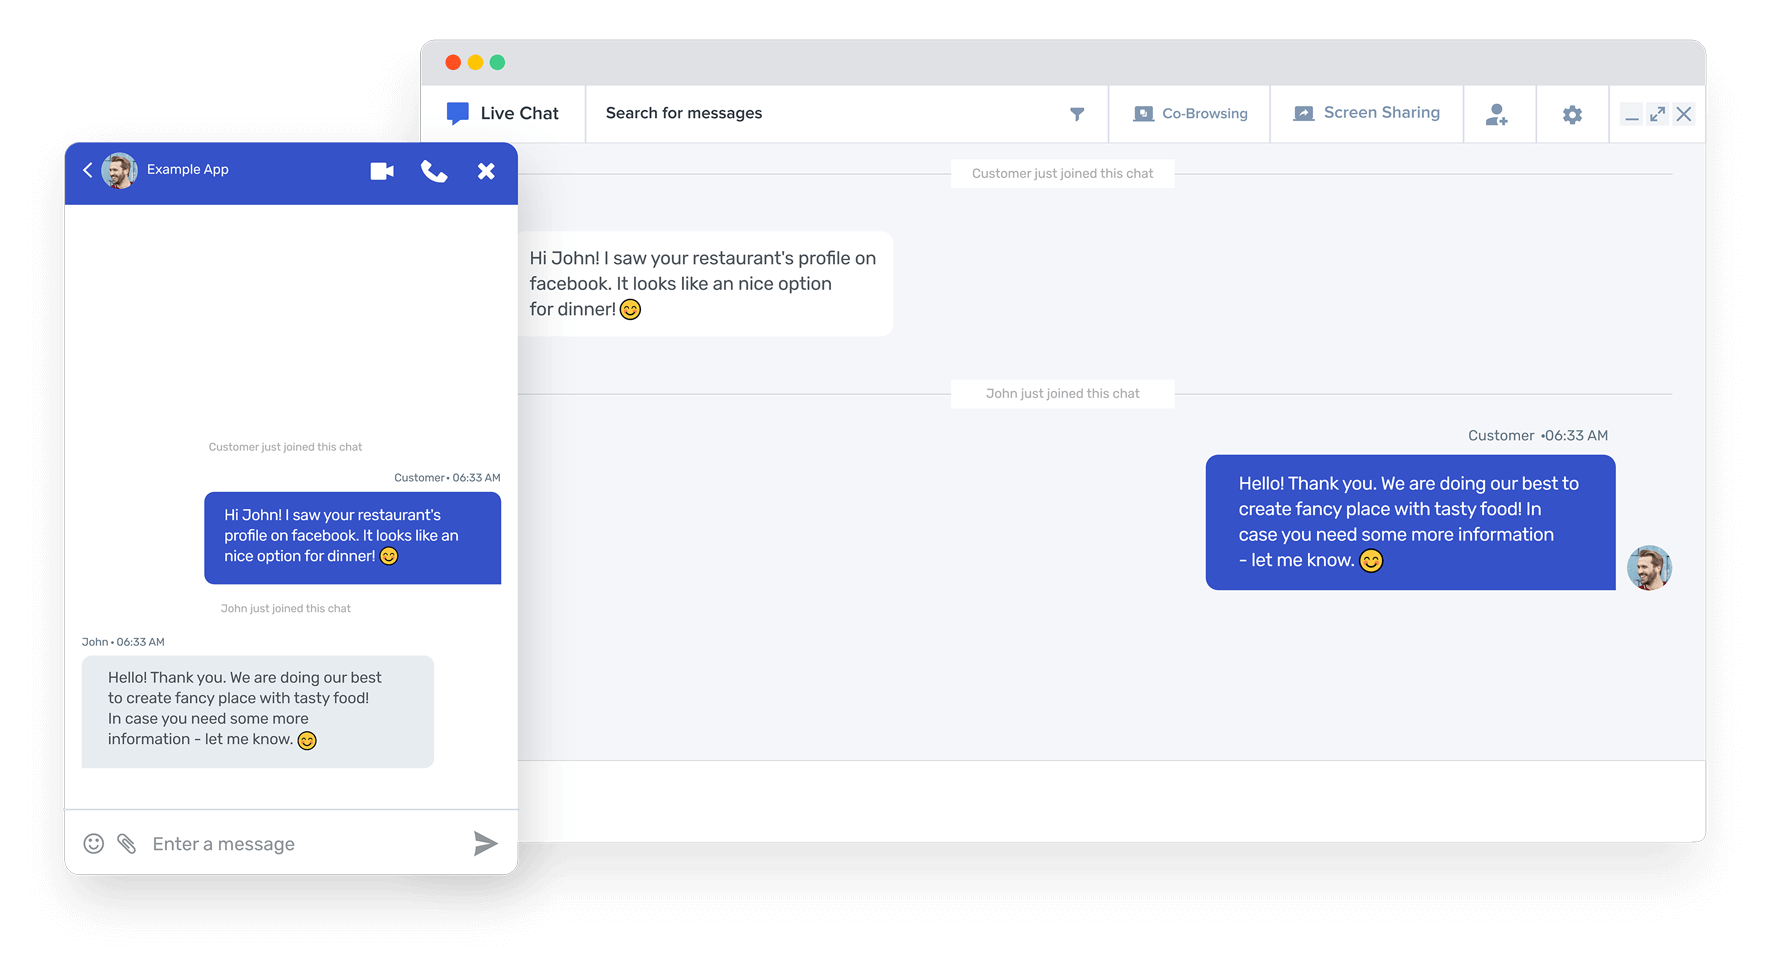 Live Chat
Search for messages
Co-Browsing
Screen Sharing
Customer just joined this chat
Hi John! I saw your restaurant's profile on
facebook. It looks like an nice option
for dinner! 😊
John just joined this chat
Customer •06:33 AM
Hello! Thank you. We are doing our best to
create fancy place with tasty food! In
case you need some more information
- let me know. 😊
Example App
Customer just joined this chat
Customer • 06:33 AM
Hi John! I saw your restaurant's
profile on facebook. It looks like an
nice option for dinner! 😊
John just joined this chat
John • 06:33 AM
Hello! Thank you. We are doing our best
to create fancy place with tasty food!
In case you need some more
information - let me know. 😊
Enter a message